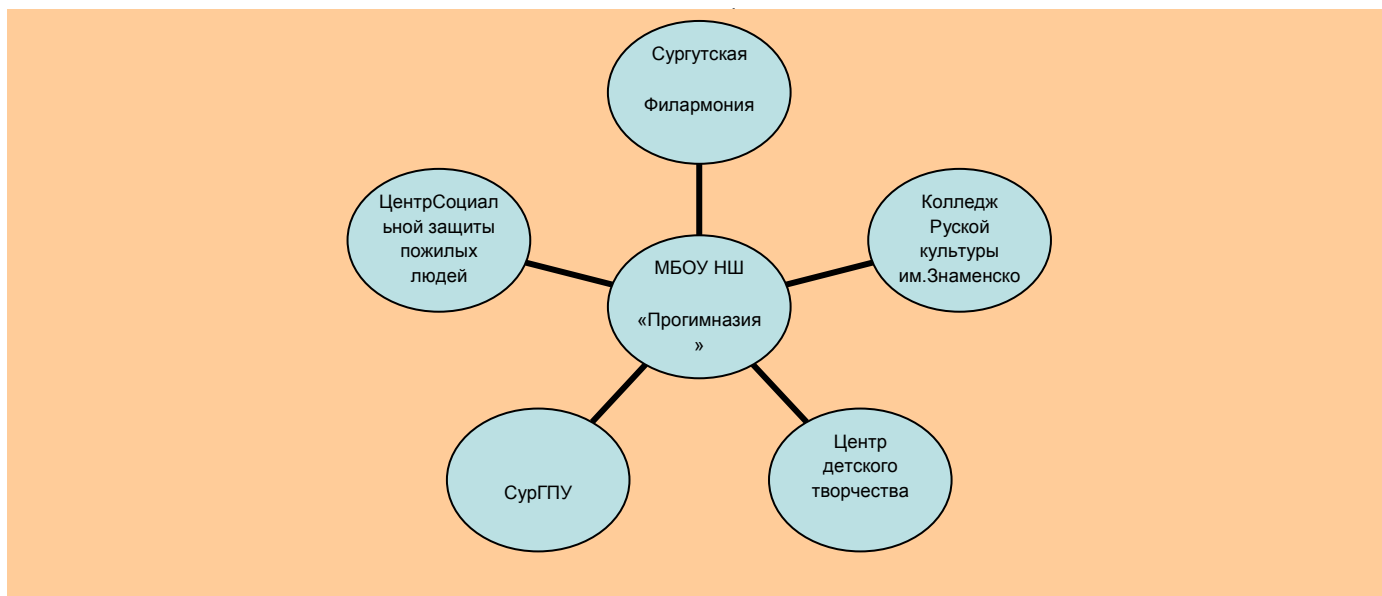 Сургутская
Филармония
ЦентрСоциал
ьной защиты
пожилых
людей
Колледж
Руской
культуры
им.Знаменско
МБОУ НШ
«Прогимназия
»
СурГПУ
Центр
детского
творчества